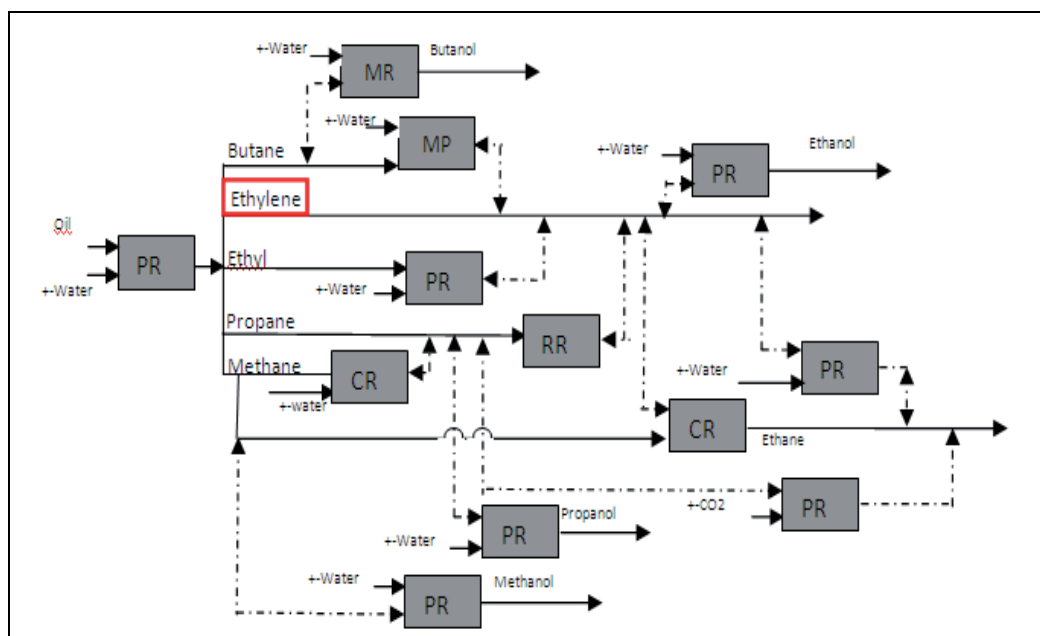 +-Water
Butanol
MR
+-Water
MP
Butane
+-Water
Ethanol
PR
Ethylene
Oil
PR
+-Water
Ethyl
PR
+-Water
Propane
RR
Methane
CR
+-water
PR
+-Water
CR
Ethane
+-CO2
PR
Propanol
+-Water
PR
+-Water
Methanol
PR